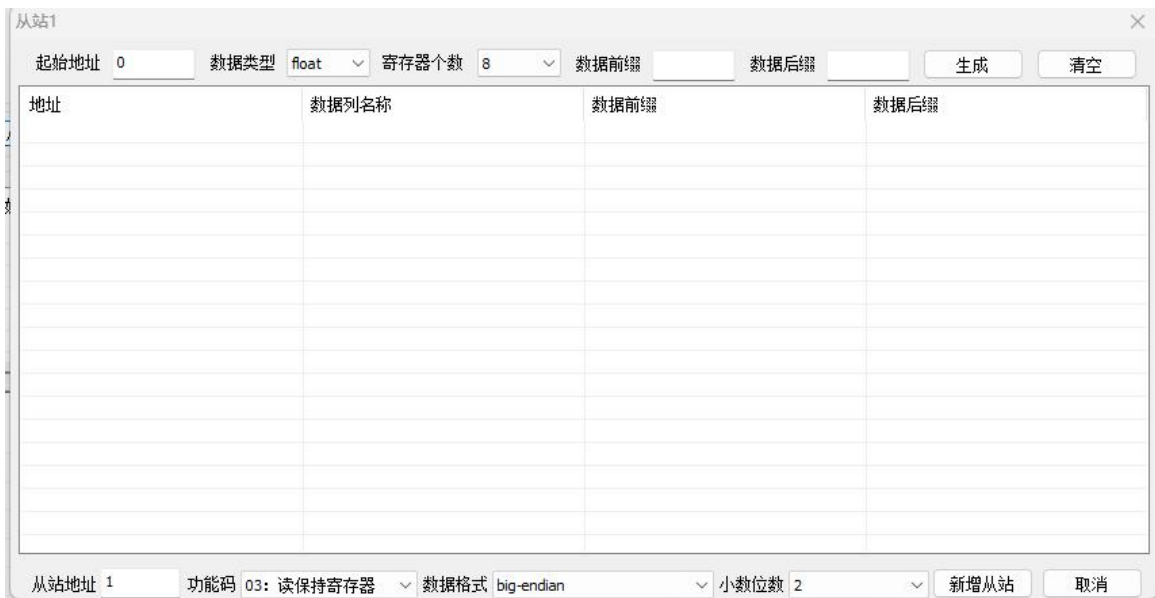 从站1
起始地址 0 数据类型 float 寄存器个数 8 数据前缀 数据后缀 生成 清空
地址 数据列名称 数据前缀 数据后缀
从站地址 1 功能码 03: 读保持寄存器 数据格式 big-endian 小数位数 2 新增从站 取消